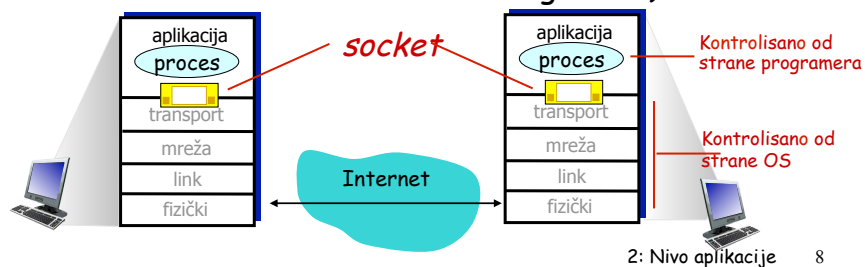 aplikacija
proces
transport
mreža
link
fizički
socket
Internet
aplikacija
proces
transport
mreža
link
fizički
Kontrolisano od
strane programera
Kontrolisano od
strane OS
2: Nivo aplikacije 8